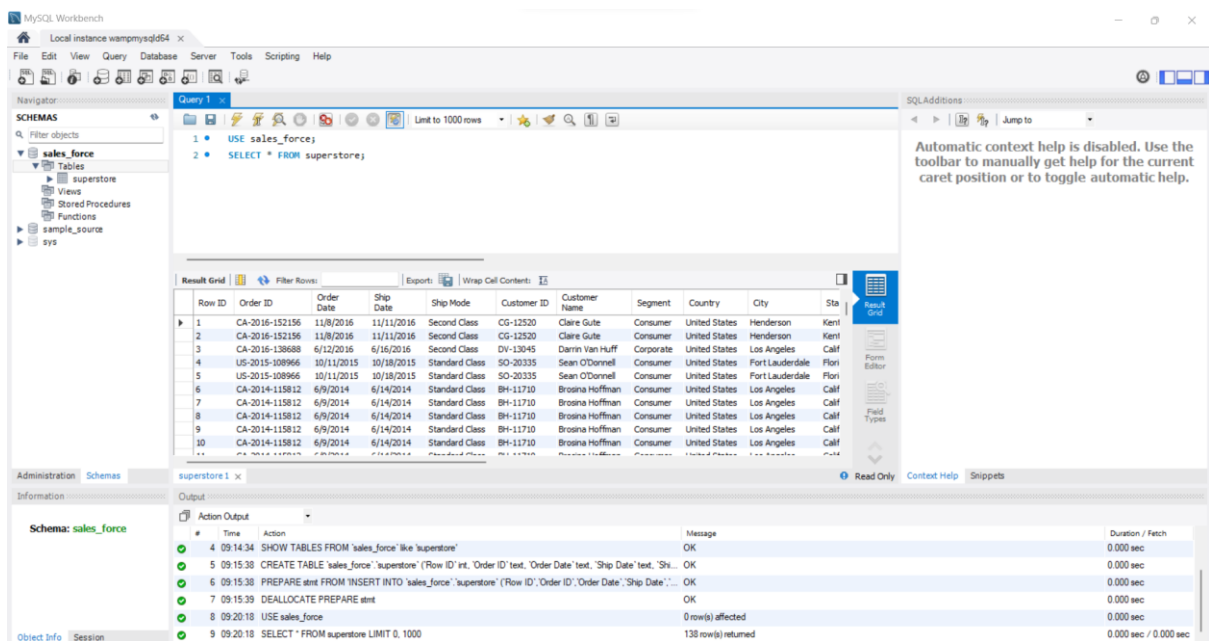 MySQL Workbench
Local instance wampmysqld64 ×
File Edit View Query Database Server Tools Scripting Help
Navigator
SCHEMAS
Filter objects
sales_force
Tables
superstore
Views
Stored Procedures
Functions
sample_source
sys
Administration Schemas
Query 1 ×
Limit to 1000 rows
1 USE sales_force;
2 SELECT * FROM superstore;
Result Grid Filter Rows: Export: Wrap Cell Content:
Row ID Order ID Order Date Ship Date Ship Mode Customer ID Customer Name Segment Country City Sta
1 CA-2016-152156 11/8/2016 11/11/2016 Second Class CG-12520 Claire Gute Consumer United States Henderson Kent
2 CA-2016-152156 11/8/2016 11/11/2016 Second Class CG-12520 Claire Gute Consumer United States Henderson Kent
3 CA-2016-138688 6/12/2016 6/16/2016 Second Class DV-13045 Darrin Van Huff Corporate United States Los Angeles Calif
4 US-2015-108966 10/11/2015 10/18/2015 Standard Class SO-20335 Sean O'Donnell Consumer United States Fort Lauderdale Flori
5 US-2015-108966 10/11/2015 10/18/2015 Standard Class SO-20335 Sean O'Donnell Consumer United States Fort Lauderdale Flori
6 CA-2014-115812 6/9/2014 6/14/2014 Standard Class BH-11710 Brosina Hoffman Consumer United States Los Angeles Calif
7 CA-2014-115812 6/9/2014 6/14/2014 Standard Class BH-11710 Brosina Hoffman Consumer United States Los Angeles Calif
8 CA-2014-115812 6/9/2014 6/14/2014 Standard Class BH-11710 Brosina Hoffman Consumer United States Los Angeles Calif
9 CA-2014-115812 6/9/2014 6/14/2014 Standard Class BH-11710 Brosina Hoffman Consumer United States Los Angeles Calif
10 CA-2014-115812 6/9/2014 6/14/2014 Standard Class BH-11710 Brosina Hoffman Consumer United States Los Angeles Calif
Result Grid
Form Editor
Field Types
superstore 1 ×
Read Only
SQLAdditions
Jump to
Automatic context help is disabled. Use the
toolbar to manually get help for the current
caret position or to toggle automatic help.
Context Help Snippets
Information
Schema: sales_force
Object Info Session
Output
Action Output
# Time Action Message Duration / Fetch
4 09:14:34 SHOW TABLES FROM `sales_force` like 'superstore' OK 0.000 sec
5 09:15:38 CREATE TABLE `sales_force`.`superstore` (`Row ID` int, `Order ID` text, `Order Date` text, `Ship Date` text, `Shi... OK 0.000 sec
6 09:15:38 PREPARE stmt FROM 'INSERT INTO `sales_force`.`superstore` (`Row ID`,`Order ID`,`Order Date`,`Ship Date`,`... OK 0.000 sec
7 09:15:39 DEALLOCATE PREPARE stmt OK 0.000 sec
8 09:20:18 USE sales_force 0 row(s) affected 0.000 sec
9 09:20:18 SELECT * FROM superstore LIMIT 0, 1000 138 row(s) returned 0.000 sec / 0.000 sec